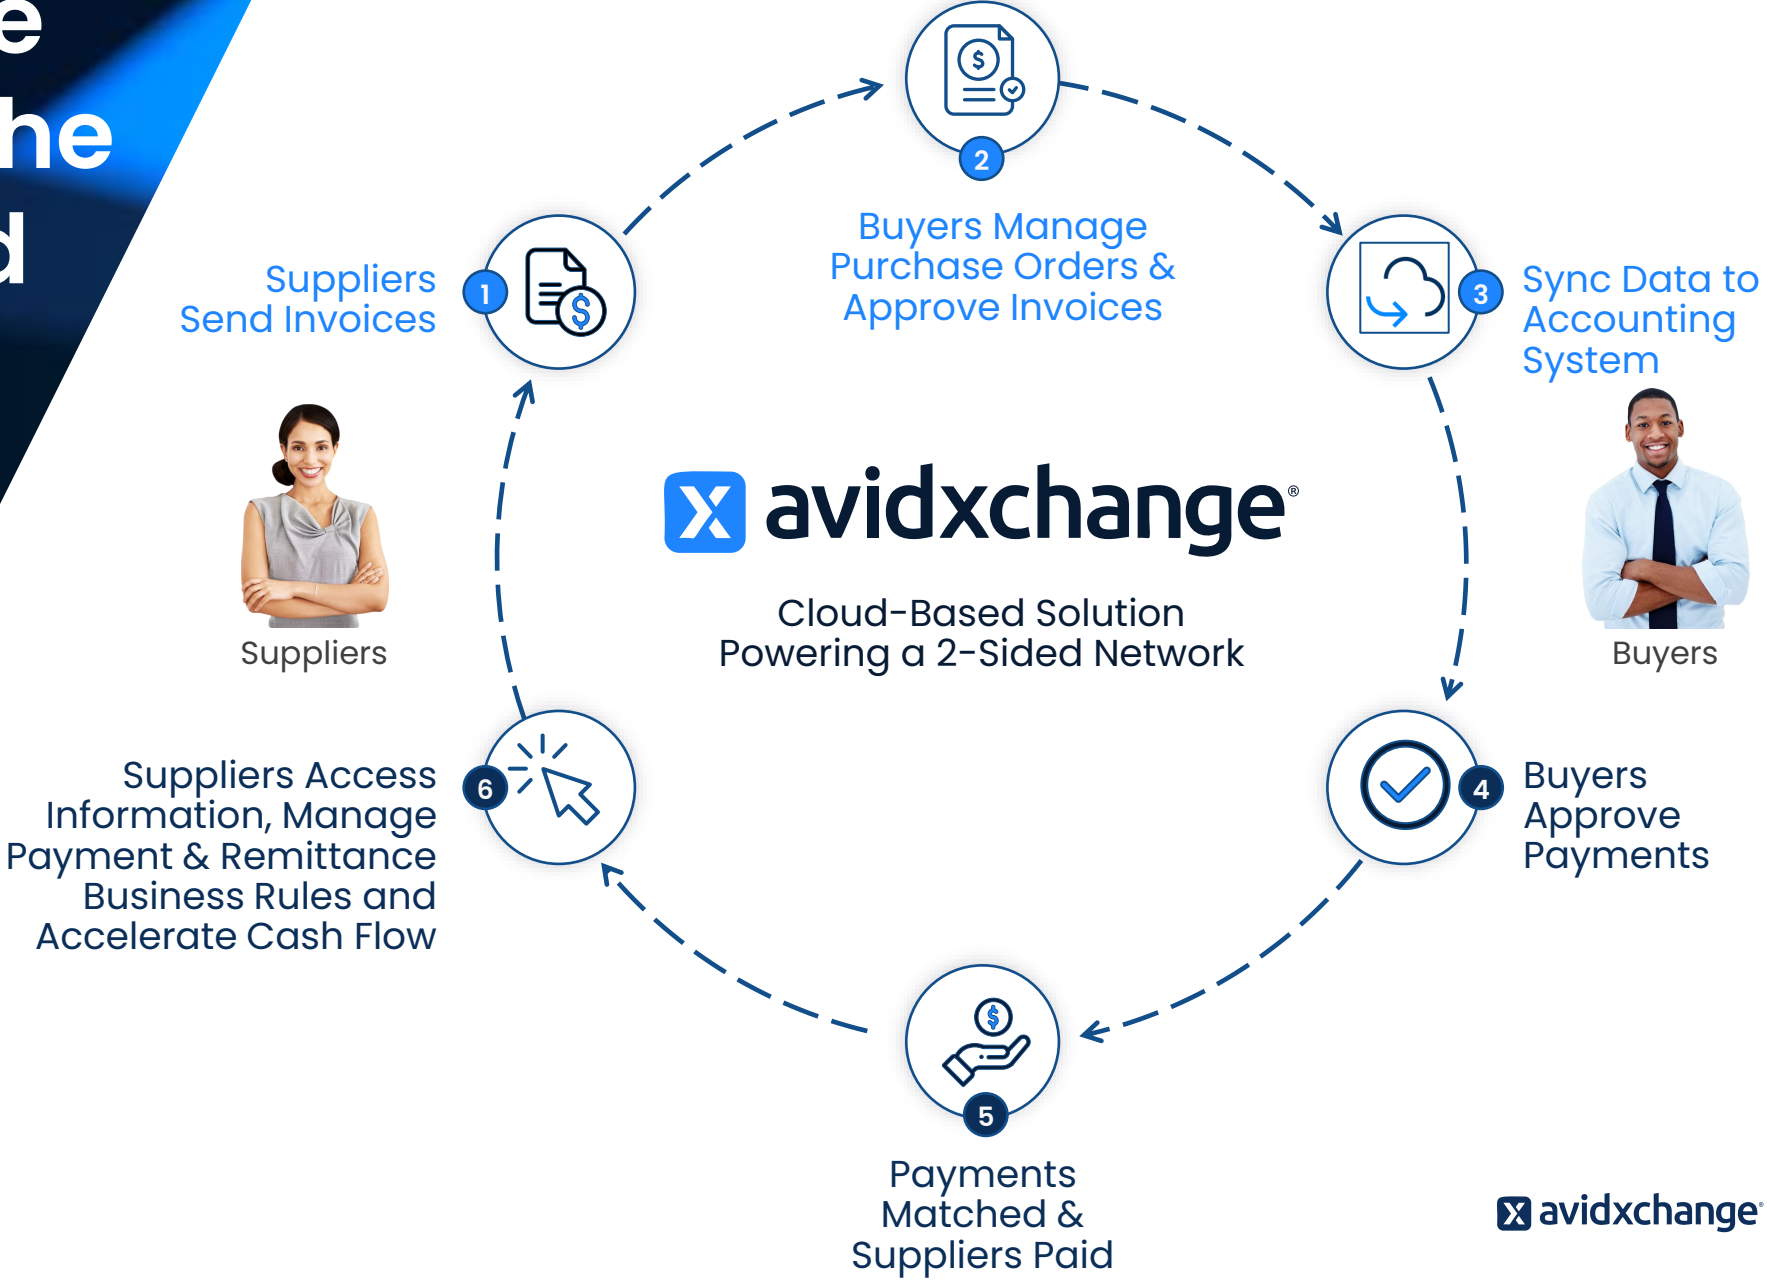 he
2
Buyers Manage
Purchase Orders &
Approve Invoices
Suppliers
Send Invoices
1
3
Sync Data to
Accounting
System
avidxchange®
Cloud-Based Solution
Powering a 2-Sided Network
Suppliers
Buyers
Suppliers Access
Information, Manage
Payment & Remittance
Business Rules and
Accelerate Cash Flow
6
4
Buyers
Approve
Payments
5
Payments
Matched &
Suppliers Paid
avidxchange